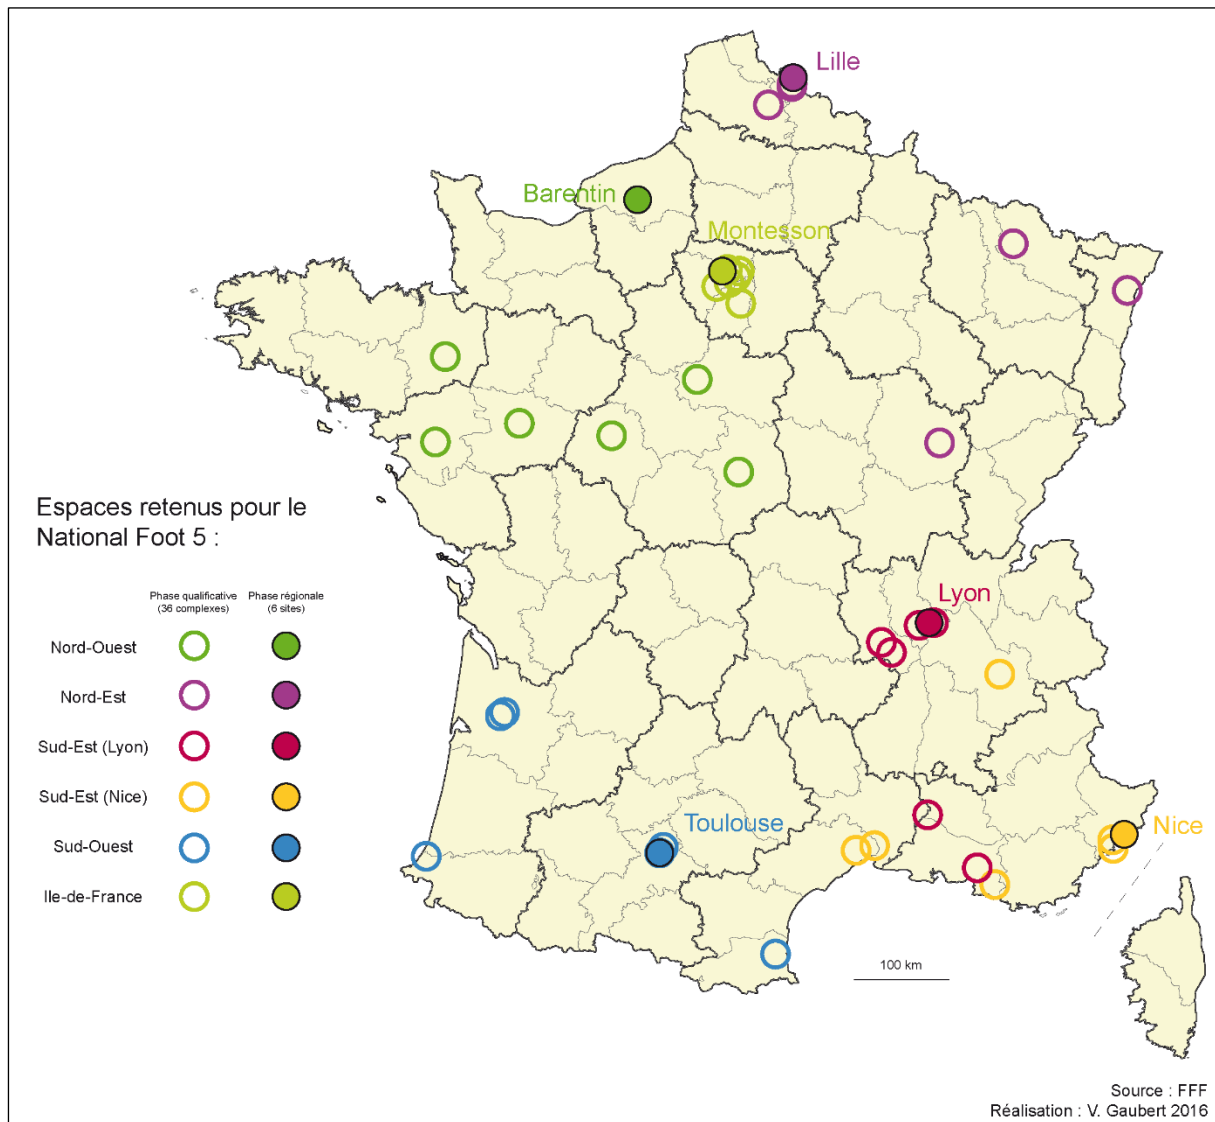 Lille
Barentin
Montesson
Espaces retenus pour le
National Foot 5 :
Phase qualificative
(36 complexes)
Phase régionale
(6 sites)
Nord-Ouest
Nord-Est
Sud-Est (Lyon)
Sud-Est (Nice)
Sud-Ouest
Ile-de-France
Lyon
Toulouse
Nice
100 km
Source : FFF
Réalisation : V. Gaubert 2016